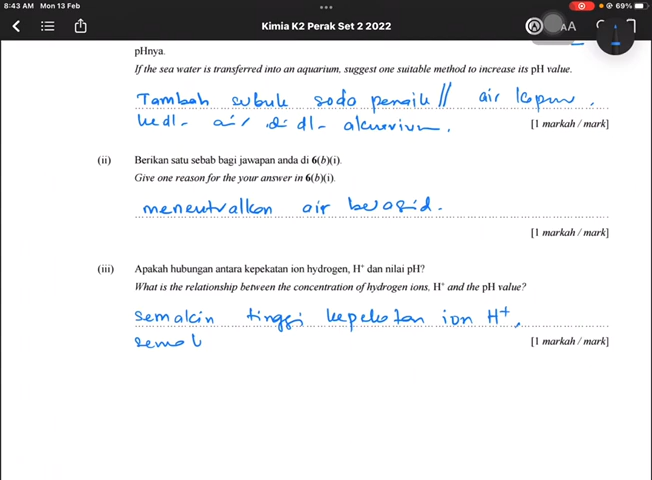 8:43 AM Mon 13 Feb
69%
Kimia K2 Perak Set 2 2022
AA
pHnya.
If the sea water is transferred into an aquarium, suggest one suitable method to increase its pH value.
Tambah serbuk soda penaik // air kapur
ke dl- air di dl- akuarium.
[1 markah / mark]
(ii) Berikan satu sebab bagi jawapan anda di 6(b)(i).
Give one reason for the your answer in 6(b)(i).
meneutralkan air berasid.
[1 markah / mark]
(iii) Apakah hubungan antara kepekatan ion hydrogen, H⁺ dan nilai pH?
What is the relationship between the concentration of hydrogen ions, H⁺ and the pH value?
semakin tinggi kepekatan ion H⁺,
[1 markah / mark]